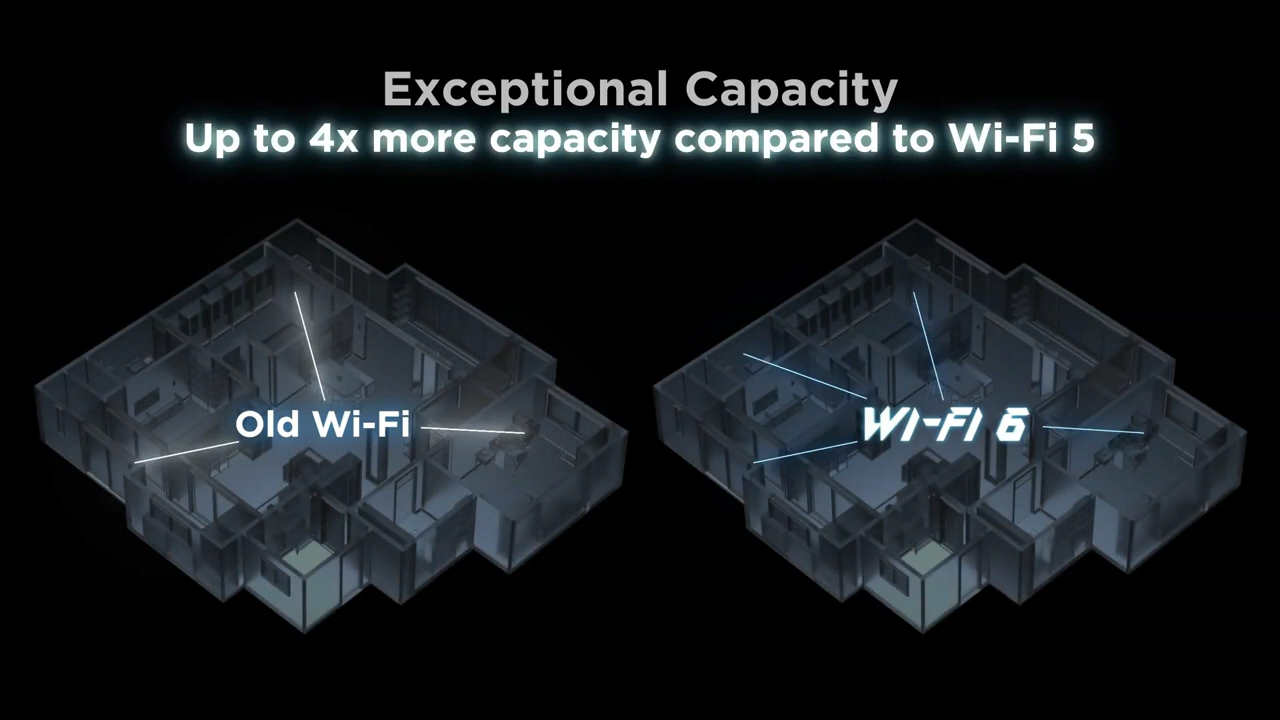 Exceptional Capacity
Up to 4x more capacity compared to Wi-Fi 5
Old Wi-Fi
WI-FI 6